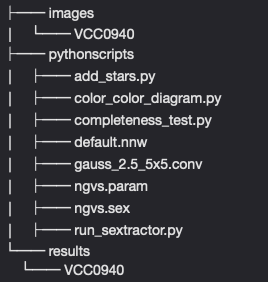 ├── images
│   └── VCC0940
├── pythonscripts
│   ├── add_stars.py
│   ├── color_color_diagram.py
│   ├── completeness_test.py
│   ├── default.nnw
│   ├── gauss_2.5_5x5.conv
│   ├── ngvs.param
│   ├── ngvs.sex
│   ├── run_sextractor.py
└── results
    └── VCC0940